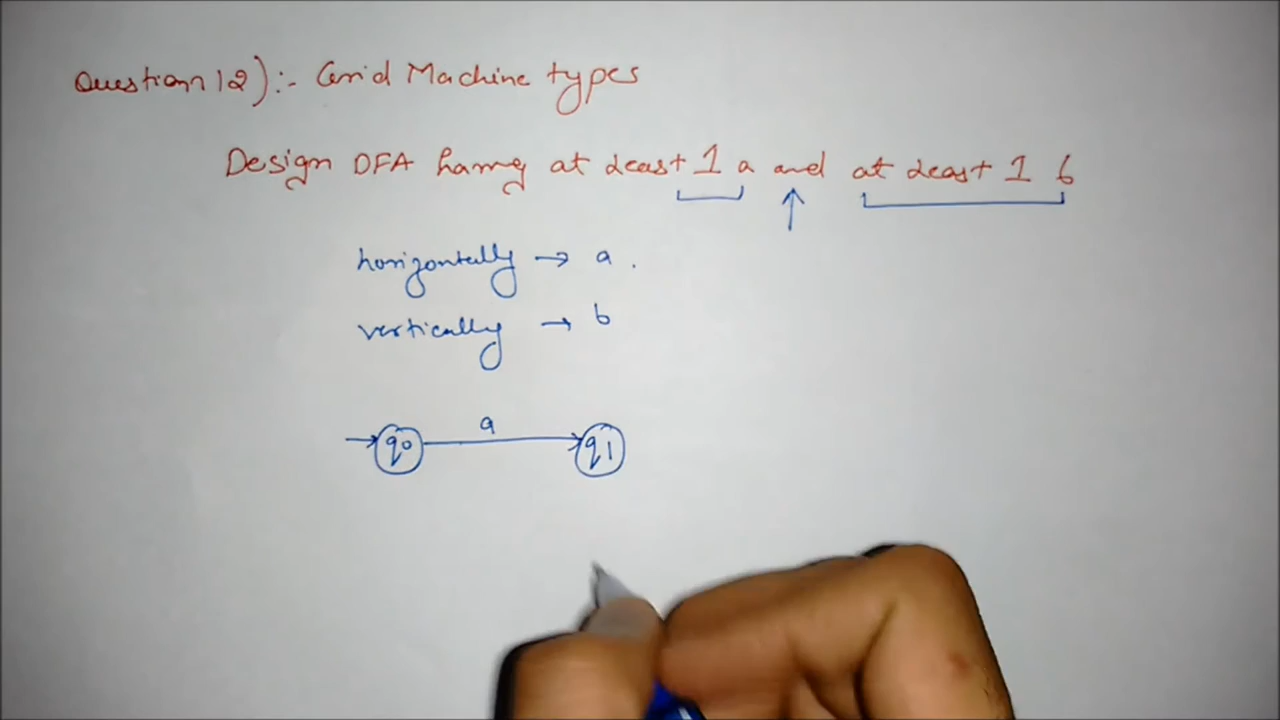 Question 12) :- Grid Machine types
Design DFA having at least 1 a and at least 1 b
horizontally → a .
vertically → b
a
q0 q1